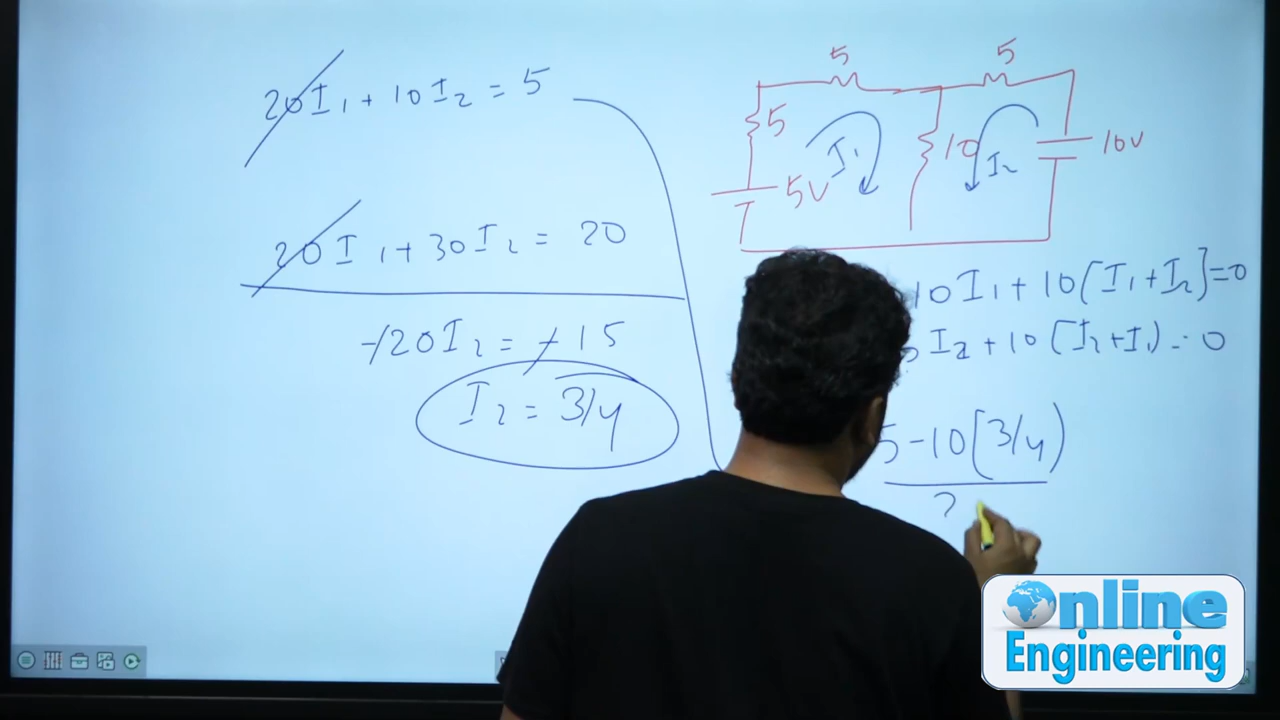 20I₁ + 10I₂ = 5
20I₁ + 30I₂ = 20
-20I₂ = -15
I₂ = 3/4
5
5
5
5V
I₁
10
I₂
10V
10I₁ + 10(I₁ + I₂) = 0
I₂ + 10(I₂ + I₁) = 0
5 - 10(3/4)
2
Online
Engineering